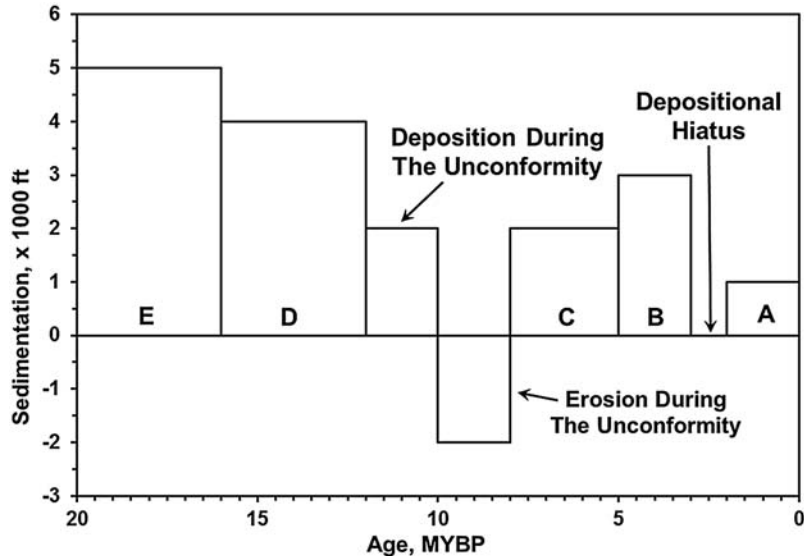 5
4
3
2
1
0
-1
-2
-3
Sedimentation, x 1000 ft
Deposition During
The Unconformity
Depositional
Hiatus
E
D
C
B
A
Erosion During
The Unconformity
20
15
10
5
0
Age, MYBP
6